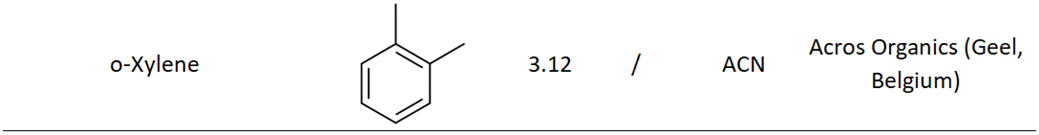 o-Xylene 3.12 / ACN Acros Organics (Geel,
Belgium)